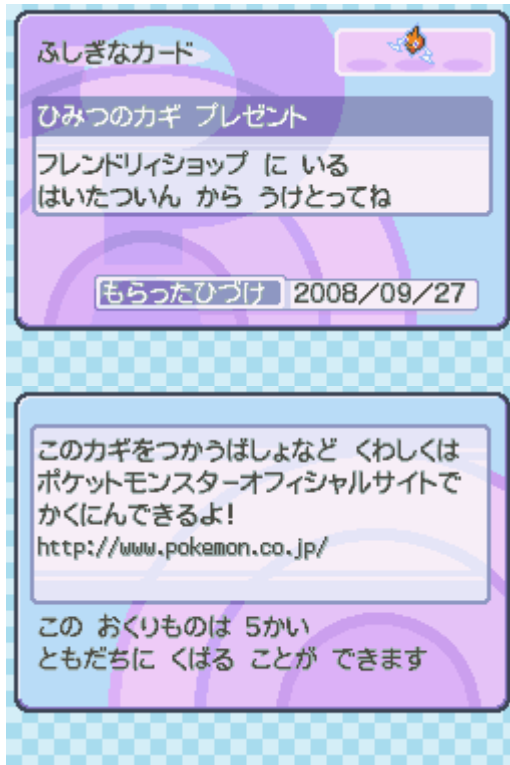 ふしぎなカード
ひみつのカギ プレゼント
フレンドリィショップ に いる
はいたついん から うけとってね
もらったひづけ 2008/09/27
このカギをつかうばしょなど くわしくは
ポケットモンスターオフィシャルサイトで
かくにんできるよ!
http://www.pokemon.co.jp/
この おくりものは 5かい
ともだちに くばる ことが できます